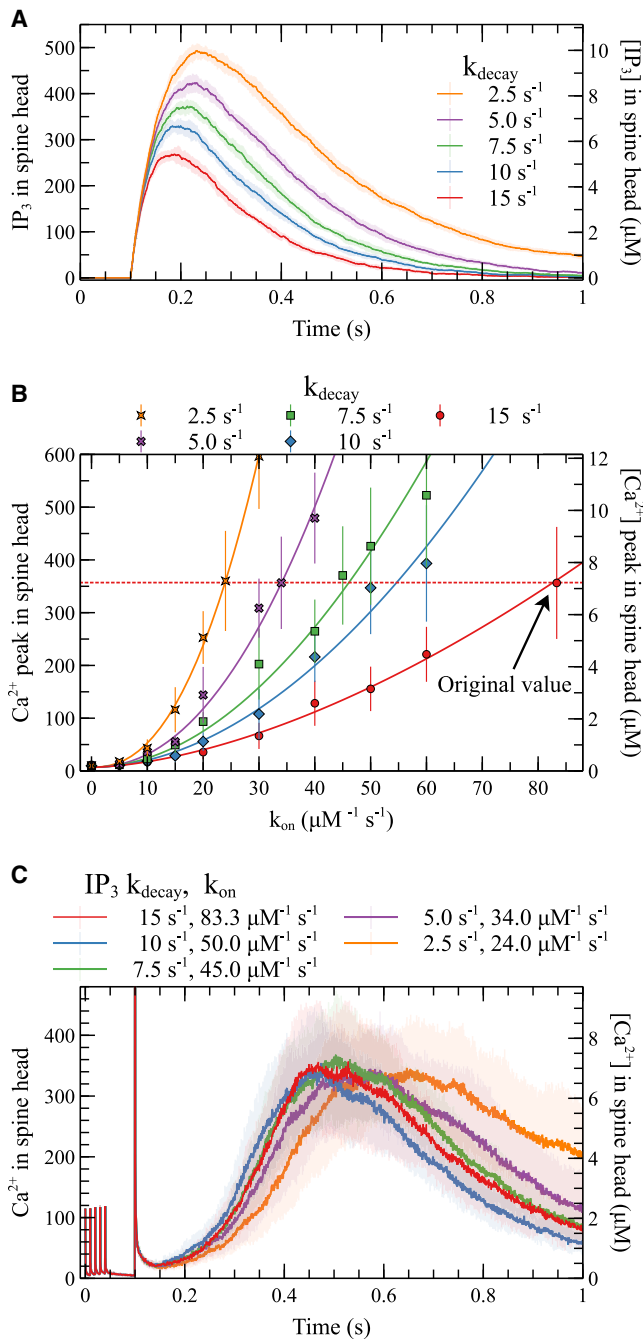 A
500
400
300
200
100
0
IP3 in spine head
kdecay
2.5 s-1
5.0 s-1
7.5 s-1
10 s-1
15 s-1
10
8
6
4
2
0
[IP3] in spine head
(μM)
0 0.2 0.4 0.6 0.8 1
Time (s)
B
kdecay
2.5 s-1 7.5 s-1 15 s-1
5.0 s-1 10 s-1
600
500
400
300
200
100
0
Ca2+ peak in spine head
Original value
12
10
8
6
4
2
0
[Ca2+] peak in spine head
(μM)
0 10 20 30 40 50 60 70 80
kon (μM-1 s-1)
C
IP3 kdecay, kon
15 s-1, 83.3 μM-1 s-1 5.0 s-1, 34.0 μM-1 s-1
10 s-1, 50.0 μM-1 s-1 2.5 s-1, 24.0 μM-1 s-1
7.5 s-1, 45.0 μM-1 s-1
400
300
200
100
0
Ca2+ in spine head
8
6
4
2
0
[Ca2+] in spine head
(μM)
0 0.2 0.4 0.6 0.8 1
Time (s)